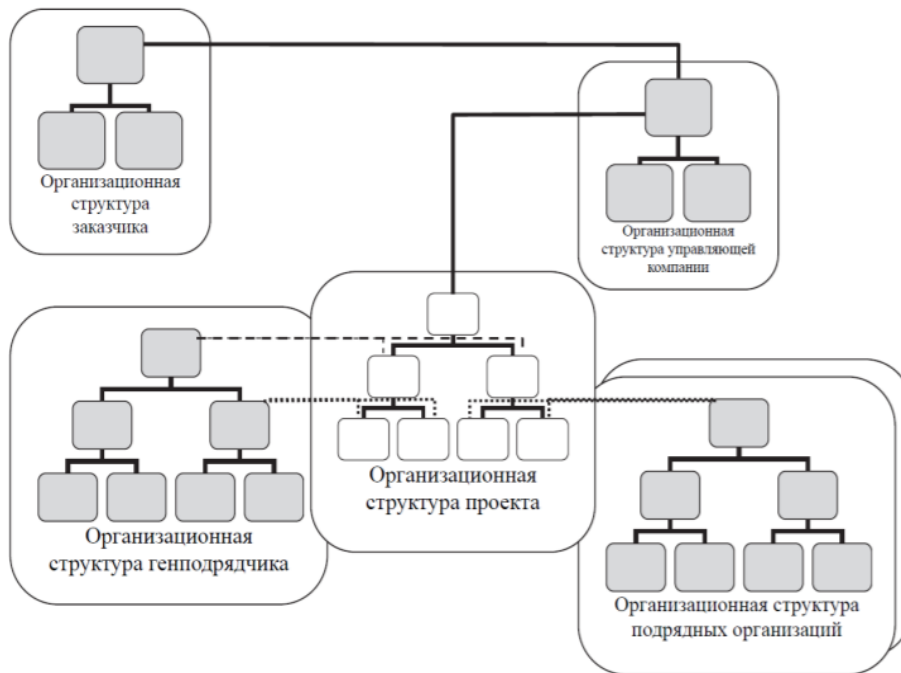 Организационная
структура
заказчика
Организационная
структура управляющей
компании
Организационная
структура проекта
Организационная
структура генподрядчика
Организационная структура
подрядных организаций